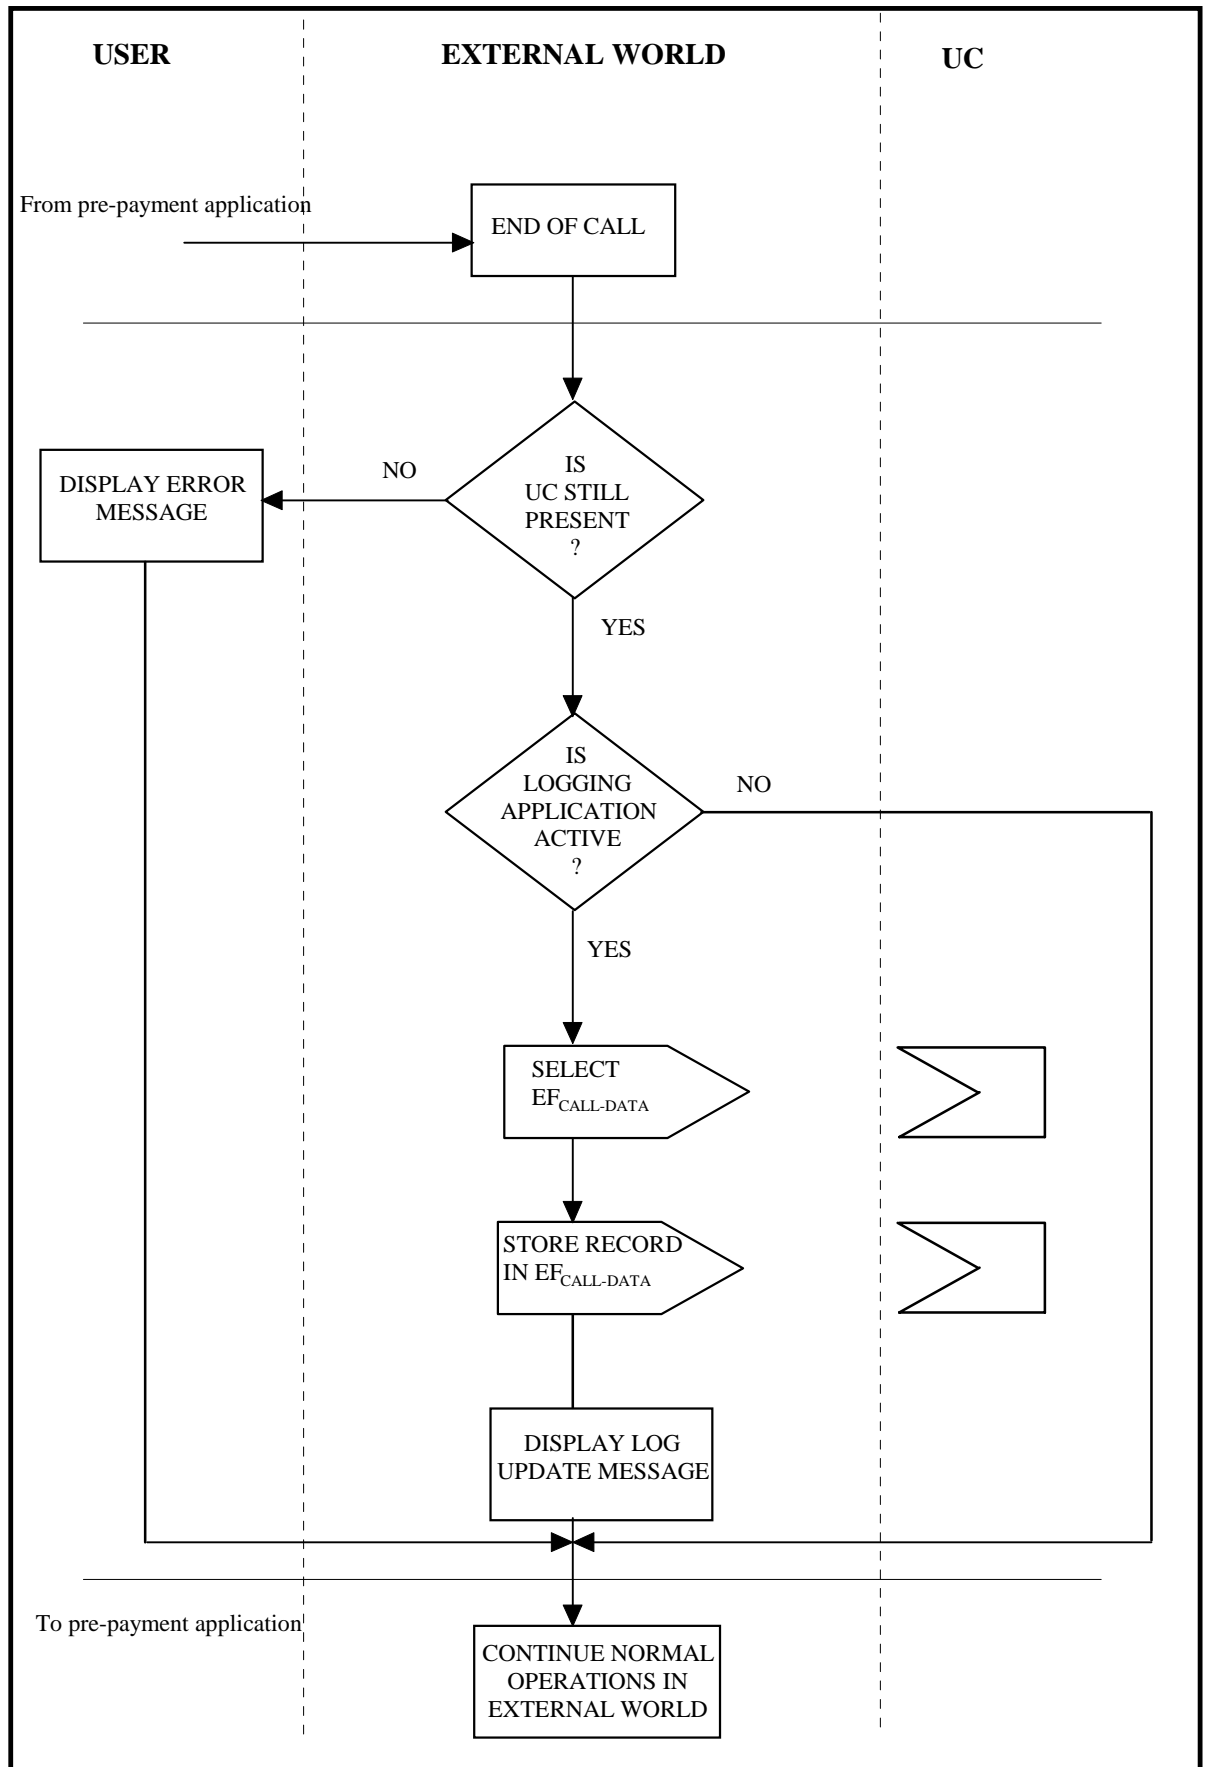 USER
EXTERNAL WORLD
UC
From pre-payment application
END OF CALL
DISPLAY ERROR
MESSAGE
NO
IS
UC STILL
PRESENT
?
YES
IS
LOGGING
APPLICATION
ACTIVE
?
NO
YES
SELECT
EFCALL-DATA
STORE RECORD
IN EFCALL-DATA
DISPLAY LOG
UPDATE MESSAGE
To pre-payment application
CONTINUE NORMAL
OPERATIONS IN
EXTERNAL WORLD